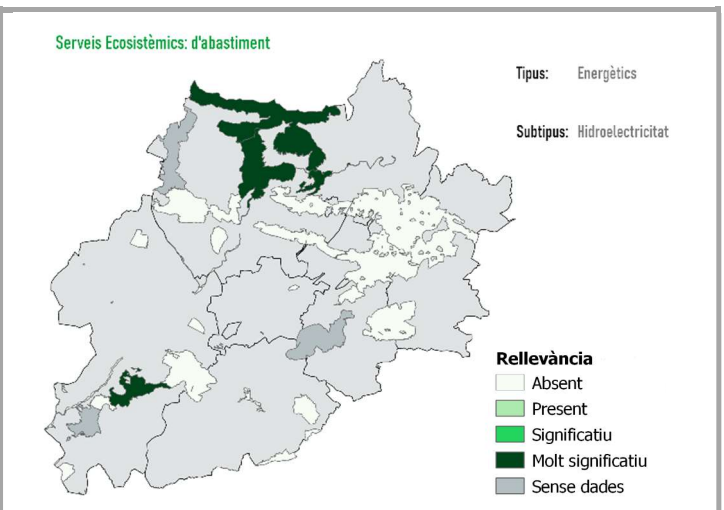 Serveis Ecosistèmics: d'abastiment
Tipus: Energètics
Subtipus: Hidroelectricitat
Rellevància
Absent
Present
Significatiu
Molt significatiu
Sense dades